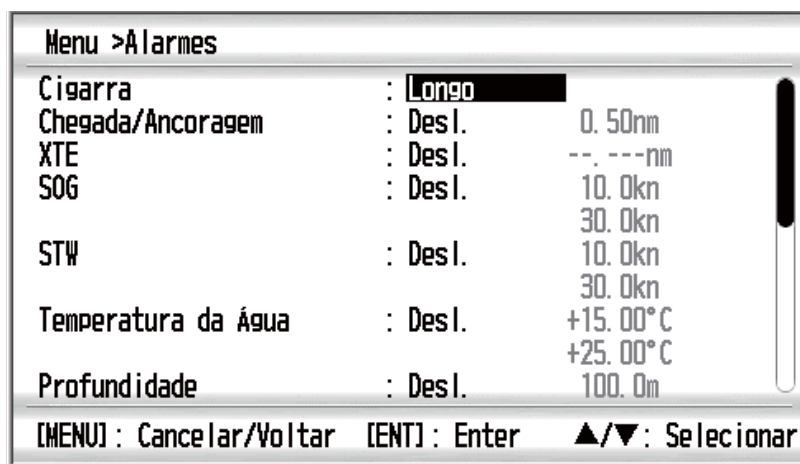 Menu >Alarmes
Cigarra : Longo
Chegada/Ancoragem : Desl. 0.50nm
XTE : Desl. --.---nm
SOG : Desl. 10.0kn
30.0kn
STW : Desl. 10.0kn
30.0kn
Temperatura da Água : Desl. +15.00°C
+25.00°C
Profundidade : Desl. 100.0m
[MENU]: Cancelar/Voltar [ENT]: Enter ▲/▼: Selecionar